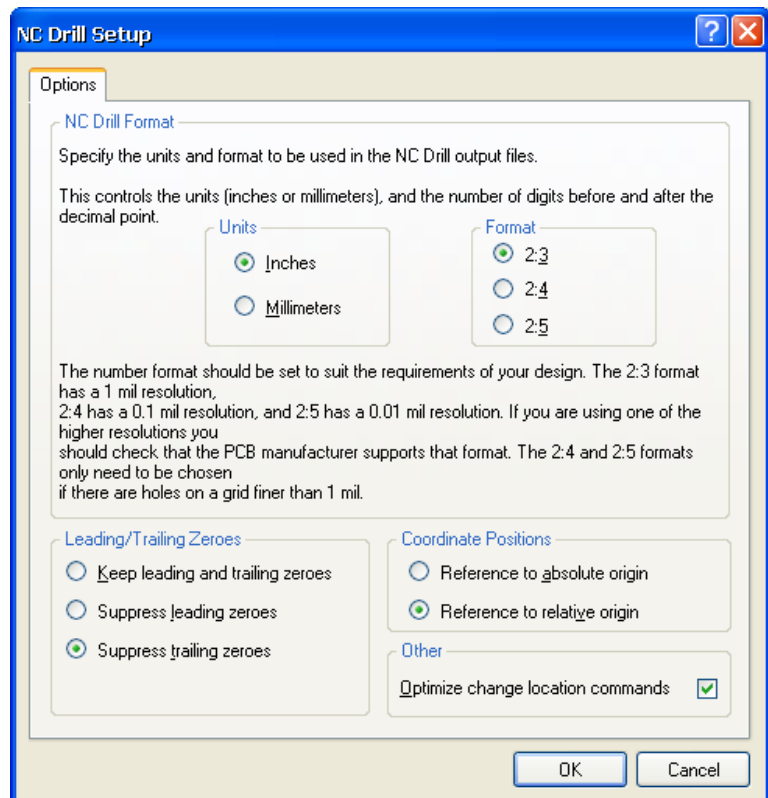 NC Drill Setup
Options
NC Drill Format
Specify the units and format to be used in the NC Drill output files.
This controls the units (inches or millimeters), and the number of digits before and after the
decimal point.
Units
Inches
Millimeters
Format
2:3
2:4
2:5
The number format should be set to suit the requirements of your design. The 2:3 format
has a 1 mil resolution,
2:4 has a 0.1 mil resolution, and 2:5 has a 0.01 mil resolution. If you are using one of the
higher resolutions you
should check that the PCB manufacturer supports that format. The 2:4 and 2:5 formats
only need to be chosen
if there are holes on a grid finer than 1 mil.
Leading/Trailing Zeroes
Keep leading and trailing zeroes
Suppress leading zeroes
Suppress trailing zeroes
Coordinate Positions
Reference to absolute origin
Reference to relative origin
Other
Optimize change location commands
OK
Cancel